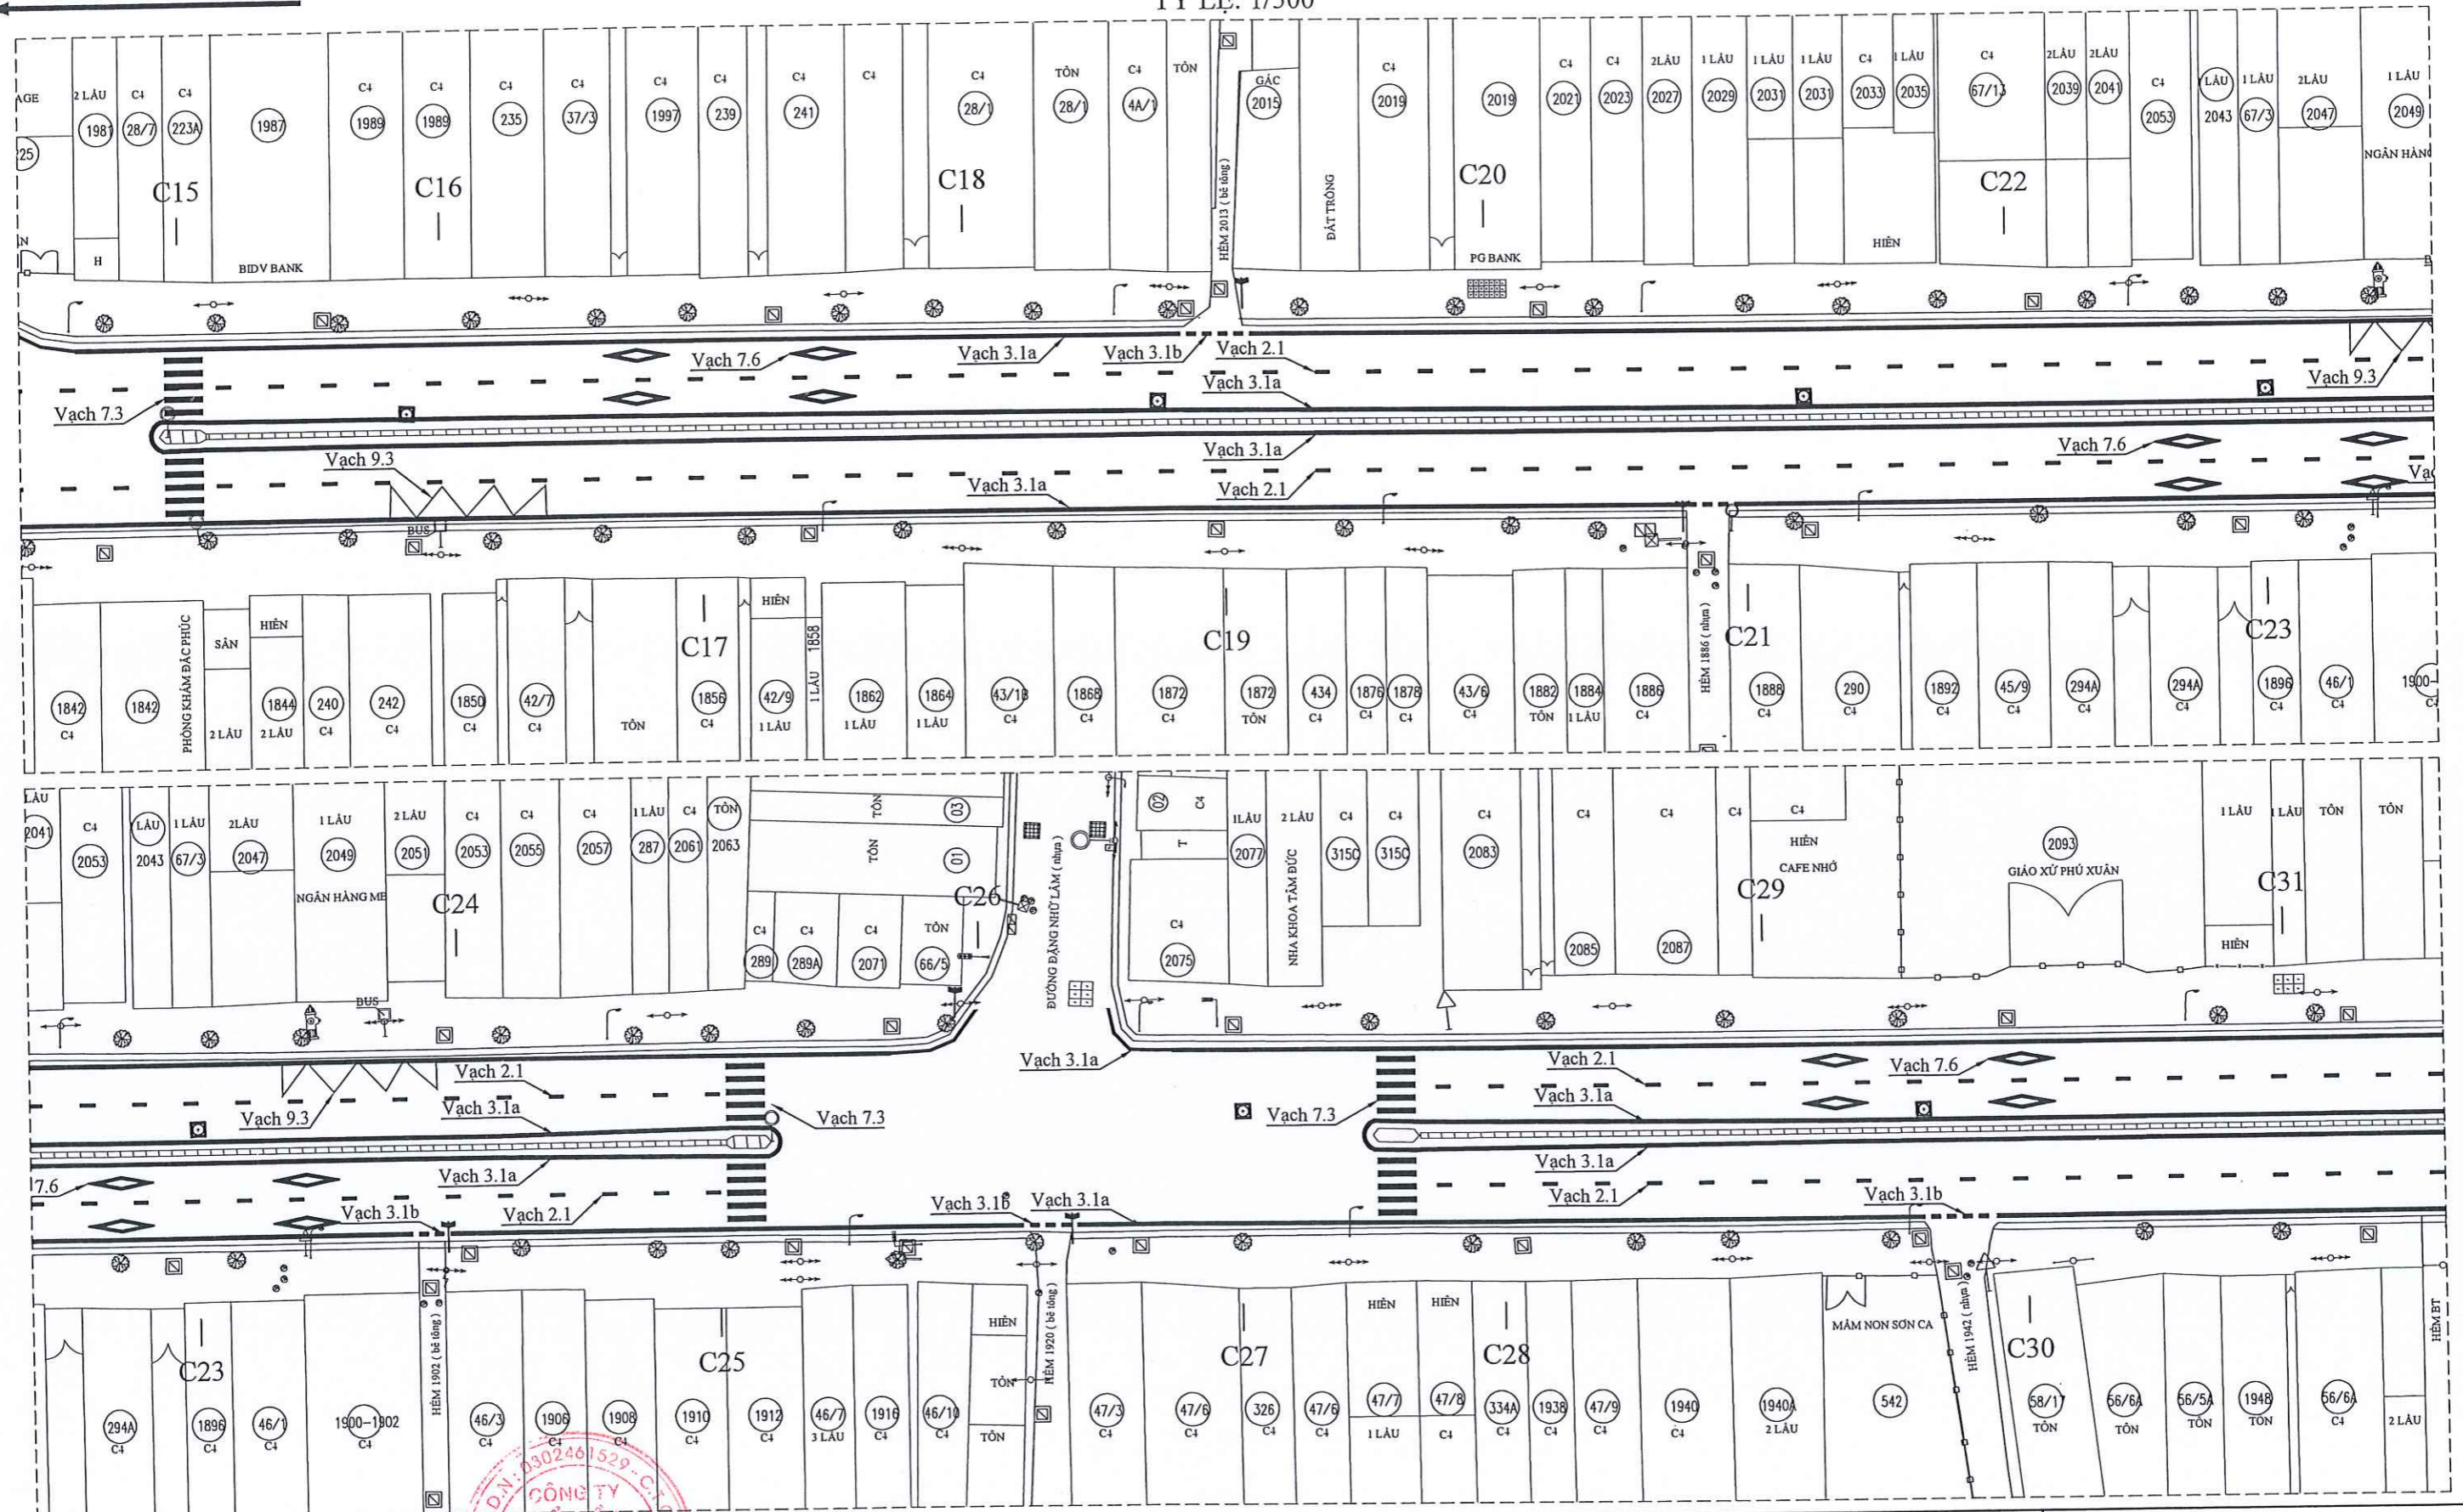 TỶ LỆ: 1/500
AGE
25
N
2 LẦU
1981
H
C4
28/7
C4
223A
C15
1987
BIDV BANK
C4
1989
C4
1989
C16
C4
235
C4
37/3
C4
1997
C4
239
C4
241
C4
C4
28/1
C18
TÔN
28/1
C4
4A/1
TÔN
HẺM 2013 ( bê tông )
GÁC
2015
ĐẤT TRỐNG
C4
2019
2019
C20
PG BANK
C4
2021
C4
2023
2LẦU
2027
1 LẦU
2029
1 LẦU
2031
1 LẦU
2031
C4
2033
1 LẦU
2035
HIÊN
C4
67/13
C22
2LẦU
2039
2LẦU
2041
C4
2053
1 LẦU
2043
1 LẦU
67/3
2LẦU
2047
1 LẦU
2049
NGÂN HÀNG
Vạch 7.6
Vạch 3.1a
Vạch 3.1b
Vạch 2.1
Vạch 3.1a
Vạch 9.3
Vạch 7.3
Vạch 9.3
Vạch 3.1a
Vạch 3.1a
Vạch 2.1
Vạch 7.6
BUS
1842
C4
1842
PHÒNG KHÁM ĐẮC PHÚC
SÂN
2 LẦU
HIÊN
1844
2 LẦU
240
C4
242
C4
1850
C4
42/7
C4
TÔN
C17
1856
C4
HIÊN
42/9
1 LẦU
1 LẦU 1858
1862
1 LẦU
1864
1 LẦU
43/1B
C4
1868
C4
1872
C4
C19
1872
TÔN
434
C4
1876
C4
1878
C4
43/6
C4
1882
TÔN
1884
1 LẦU
1886
C4
HẺM 1886 ( nhựa )
C21
1888
C4
290
C4
1892
C4
45/9
C4
294A
C4
294A
C4
C23
1896
C4
46/1
C4
1900-
C4
LẦU
2041
C4
2053
1 LẦU
2043
1 LẦU
67/3
2LẦU
2047
1 LẦU
2049
NGÂN HÀNG MB
2 LẦU
2051
C4
2053
C24
C4
2055
C4
2057
1 LẦU
287
C4
2061
TÔN
2063
TÔN
03
TÔN
01
C4
289
C4
289A
C4
2071
TÔN
66/5
C26
ĐƯỜNG ĐẶNG NHỮ LÂM ( nhựa )
02
C4
T
C4
2075
1LẦU
2077
2 LẦU
NHA KHOA TÂM ĐỨC
C4
315C
C4
315C
C4
2083
C4
2085
C4
2087
C4
C4
HIÊN
CAFE NHỚ
C29
2093
GIÁO XỨ PHÚ XUÂN
1 LẦU
HIÊN
1 LẦU
C31
TÔN
TÔN
BUS
Vạch 2.1
Vạch 9.3
Vạch 3.1a
Vạch 7.3
Vạch 3.1a
Vạch 7.3
Vạch 2.1
Vạch 3.1a
Vạch 7.6
7.6
Vạch 3.1a
Vạch 3.1b
Vạch 2.1
Vạch 3.1b
Vạch 3.1a
Vạch 3.1a
Vạch 2.1
Vạch 3.1b
294A
C4
C23
1896
C4
46/1
C4
1900-1902
C4
HẺM 1902 ( bê tông )
46/3
C4
1906
C4
1908
C4
1910
C4
C25
1912
C4
46/7
3 LẦU
1916
C4
46/10
C4
HIÊN
TÔN
TÔN
HẺM 1920 ( bê tông )
47/3
C4
47/6
C4
C27
326
C4
47/6
C4
HIÊN
47/7
1 LẦU
HIÊN
47/8
C4
C28
334A
C4
1938
C4
47/9
C4
1940
C4
1940A
2 LẦU
MẦM NON SƠN CA
542
HẺM 1942 ( nhựa )
C30
58/17
TÔN
56/6A
TÔN
56/5A
TÔN
1948
TÔN
56/6A
C4
2 LẦU
HẺM BT
D.N: 0302461529 - C.T.C
CÔNG TY